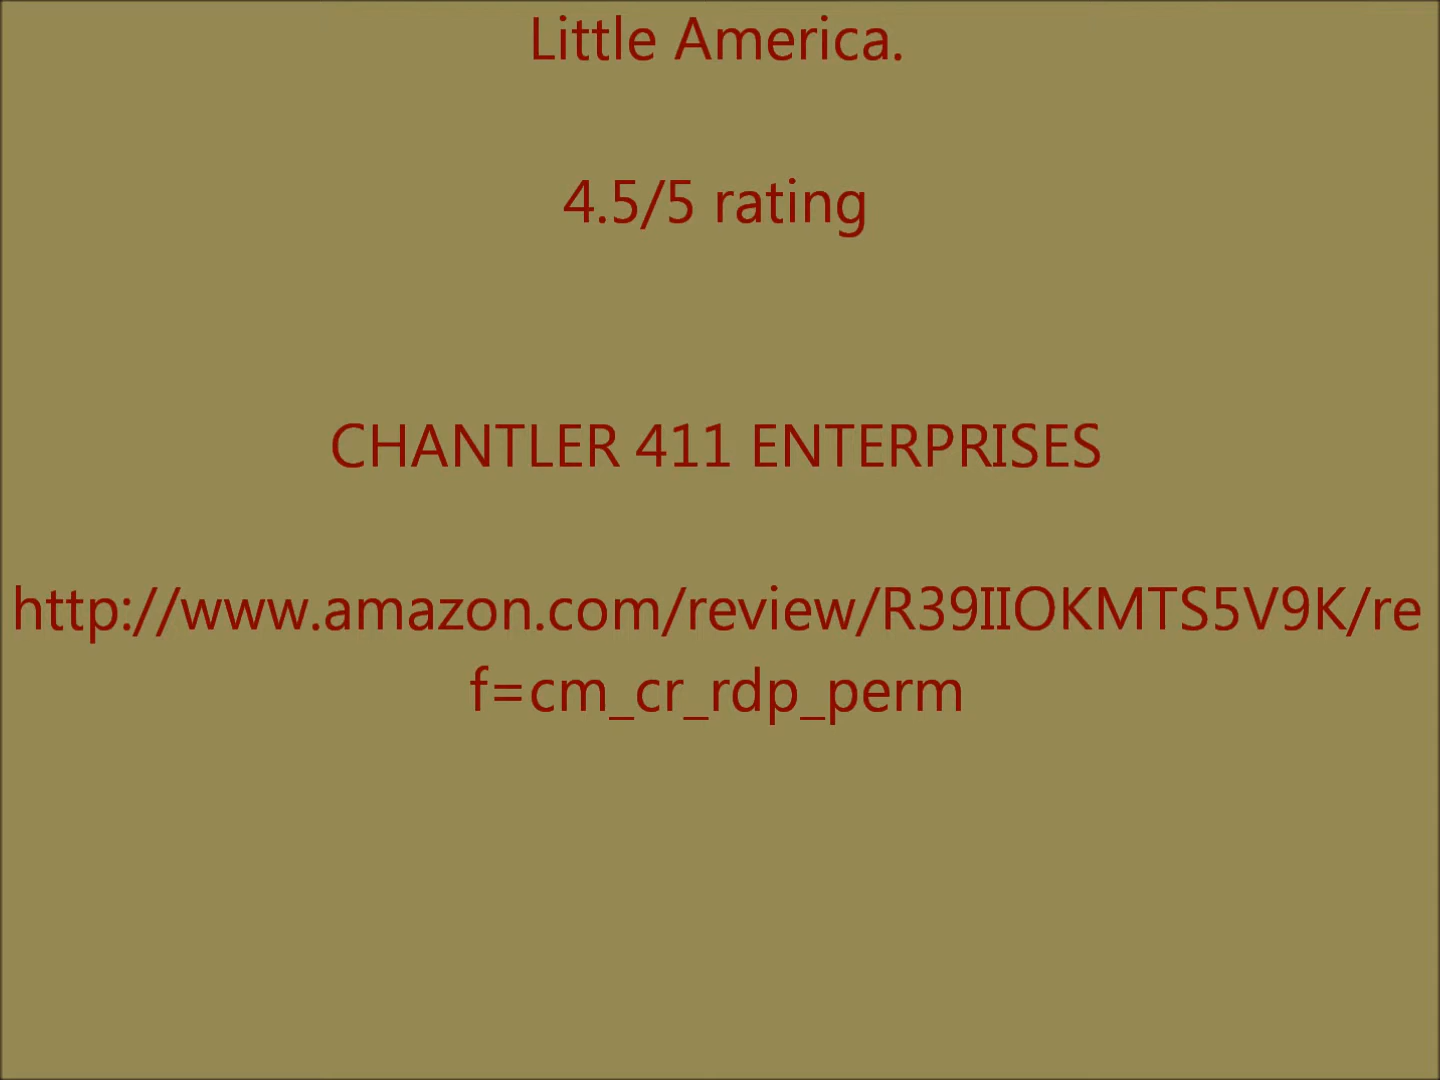 Little America.
4.5/5 rating
CHANTLER 411 ENTERPRISES
http://www.amazon.com/review/R39IIOKMTS5V9K/re
f=cm_cr_rdp_perm